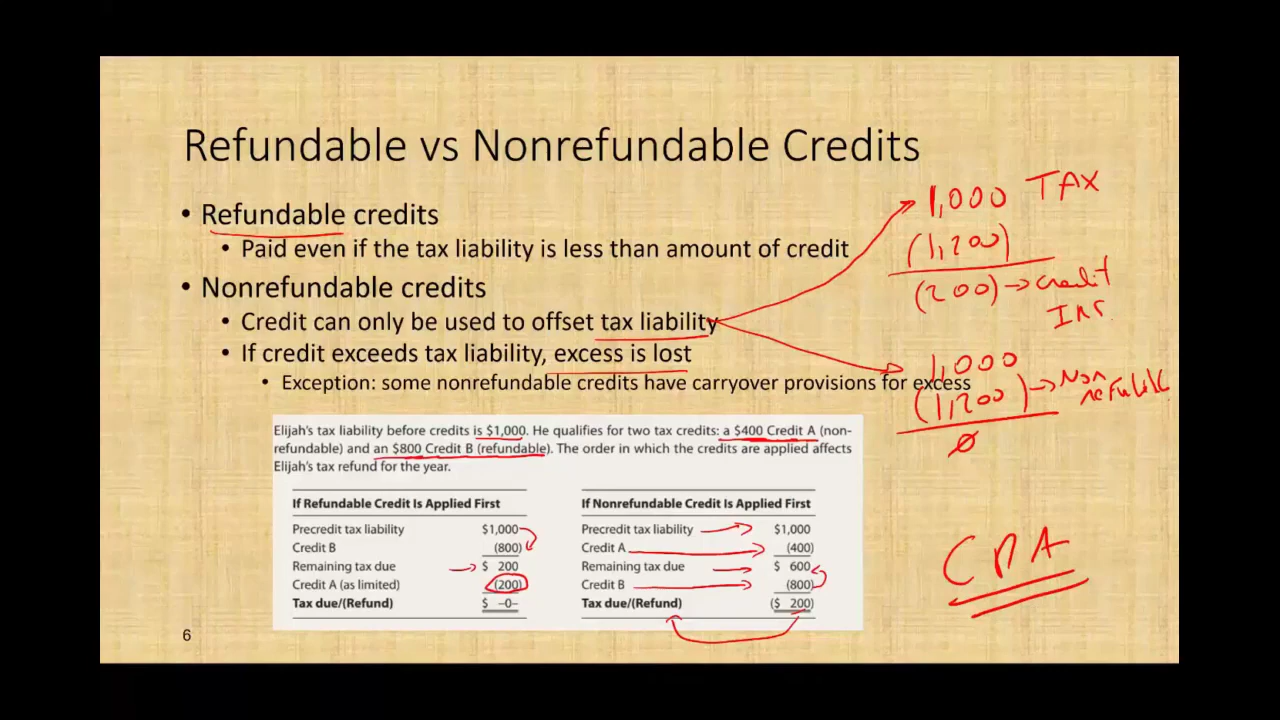 Refundable vs Nonrefundable Credits
• Refundable credits
• Paid even if the tax liability is less than amount of credit
• Nonrefundable credits
• Credit can only be used to offset tax liability
• If credit exceeds tax liability, excess is lost
• Exception: some nonrefundable credits have carryover provisions for excess
1,000 TAX
(1,200)
(200) → credit
1,000
(1,200) → Non
refundable
0
Elijah's tax liability before credits is $1,000. He qualifies for two tax credits: a $400 Credit A (non-
refundable) and an $800 Credit B (refundable). The order in which the credits are applied affects
Elijah's tax refund for the year.
If Refundable Credit Is Applied First
Precredit tax liability $1,000
Credit B (800)
Remaining tax due $ 200
Credit A (as limited) (200)
Tax due/(Refund) $ –0–
If Nonrefundable Credit Is Applied First
Precredit tax liability $1,000
Credit A (400)
Remaining tax due $ 600
Credit B (800)
Tax due/(Refund) ($ 200)
CPA
6